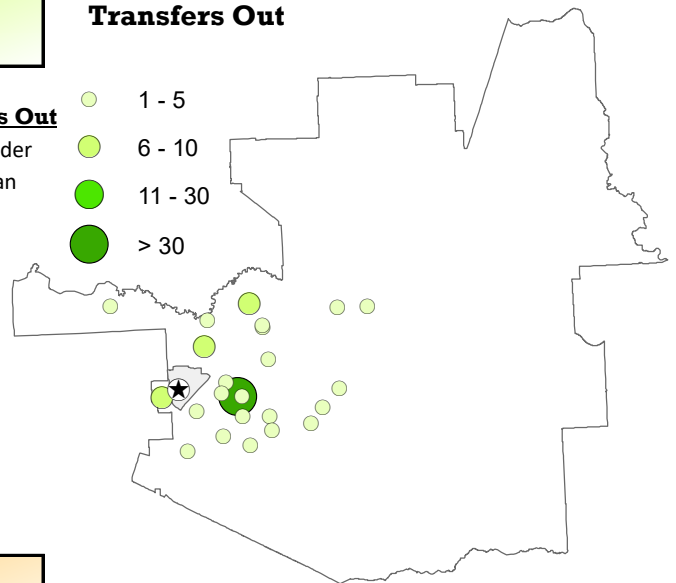 Transfers Out
s Out
der
an
1 - 5
6 - 10
11 - 30
> 30